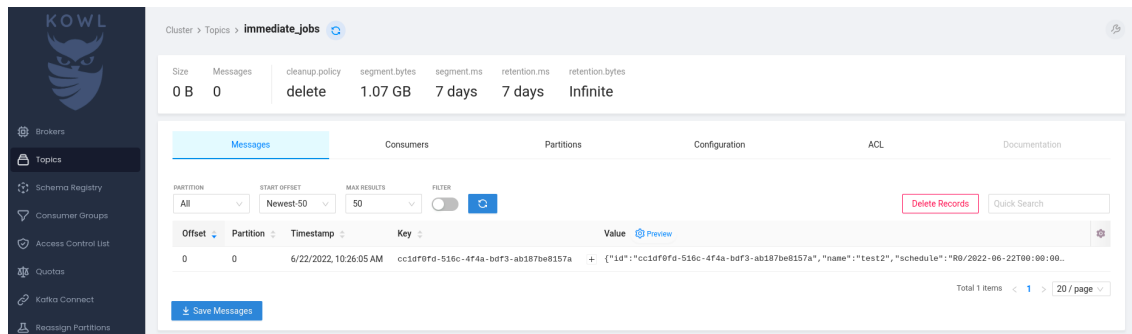 KOWL
Cluster > Topics > immediate_jobs
Size Messages cleanup.policy segment.bytes segment.ms retention.ms retention.bytes
0 B 0 delete 1.07 GB 7 days 7 days Infinite
Brokers
Topics
Schema Registry
Consumer Groups
Access Control List
Quotas
Kafka Connect
Reassign Partitions
Messages Consumers Partitions Configuration ACL Documentation
PARTITION START OFFSET MAX RESULTS FILTER
All Newest-50 50 Delete Records Quick Search
Offset Partition Timestamp Key Value Preview
0 0 6/22/2022, 10:26:05 AM cc1df0fd-516c-4f4a-bdf3-ab187be8157a + {"id":"cc1df0fd-516c-4f4a-bdf3-ab187be8157a","name":"test2","schedule":"R0/2022-06-22T00:00:00…
Total 1 items < 1 > 20 / page
Save Messages